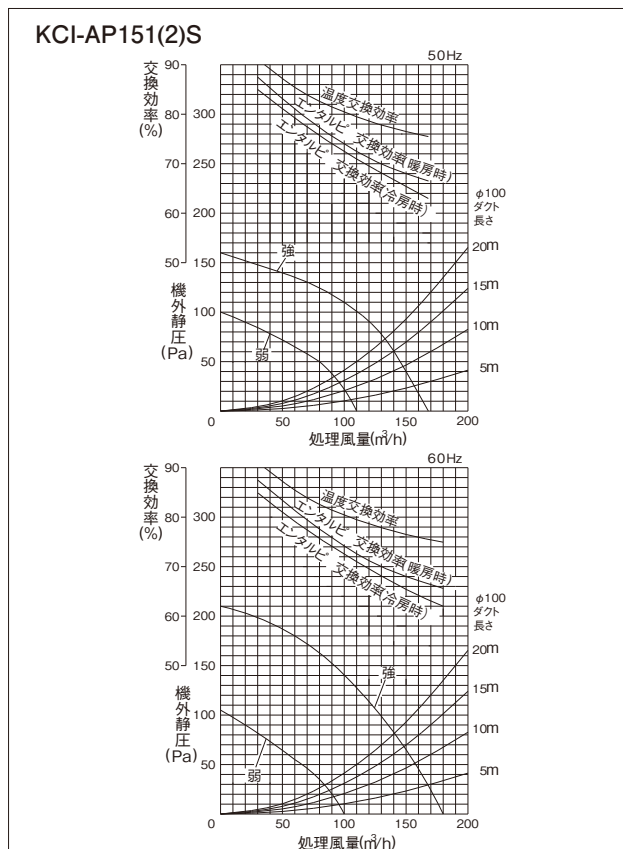 KCI-AP151(2)S
50Hz
交換効率(%)
90
80
70
60
50
機外静圧(Pa)
300
250
200
150
100
50
0
温度交換効率
エンタルピー交換効率(暖房時)
エンタルピー交換効率(冷房時)
強
弱
φ100
ダクト
長さ
20m
15m
10m
5m
50
100
150
200
処理風量(m³/h)
60Hz
交換効率(%)
90
80
70
60
50
機外静圧(Pa)
300
250
200
150
100
50
0
温度交換効率
エンタルピー交換効率(暖房時)
エンタルピー交換効率(冷房時)
強
弱
φ100
ダクト
長さ
20m
15m
10m
5m
50
100
150
200
処理風量(m³/h)